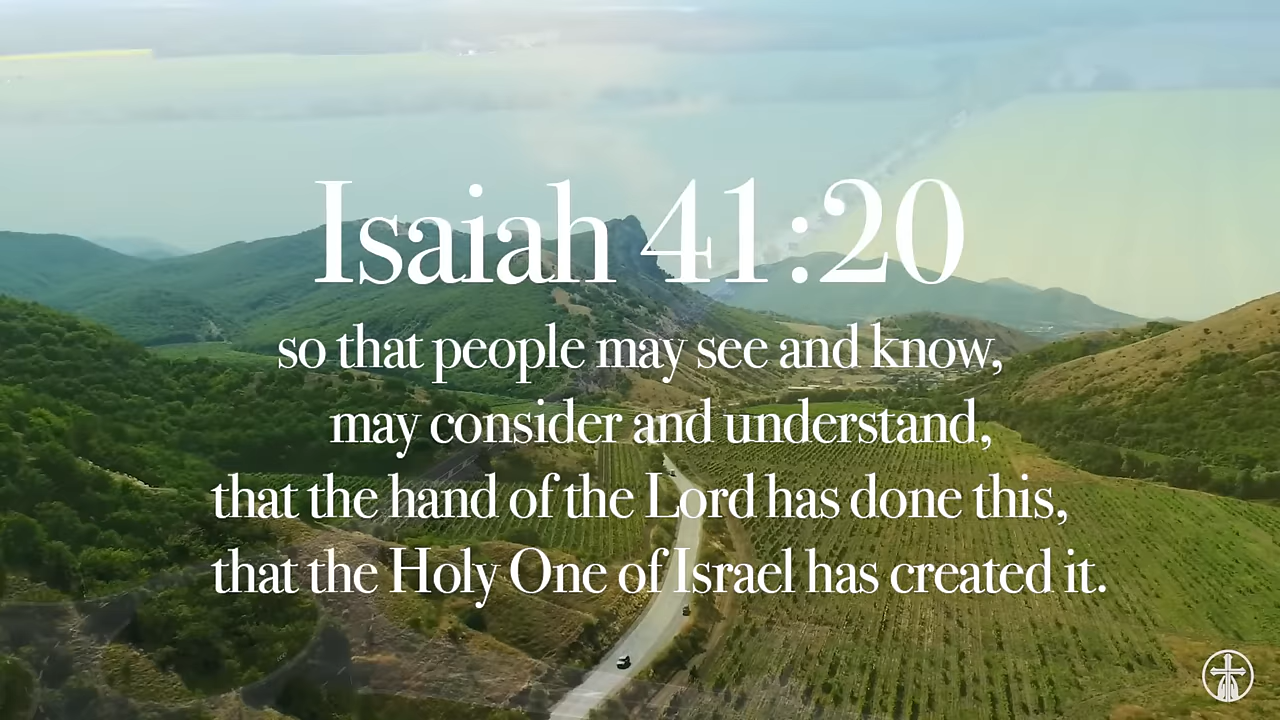 Isaiah 41:20
so that people may see and know,
may consider and understand,
that the hand of the Lord has done this,
that the Holy One of Israel has created it.